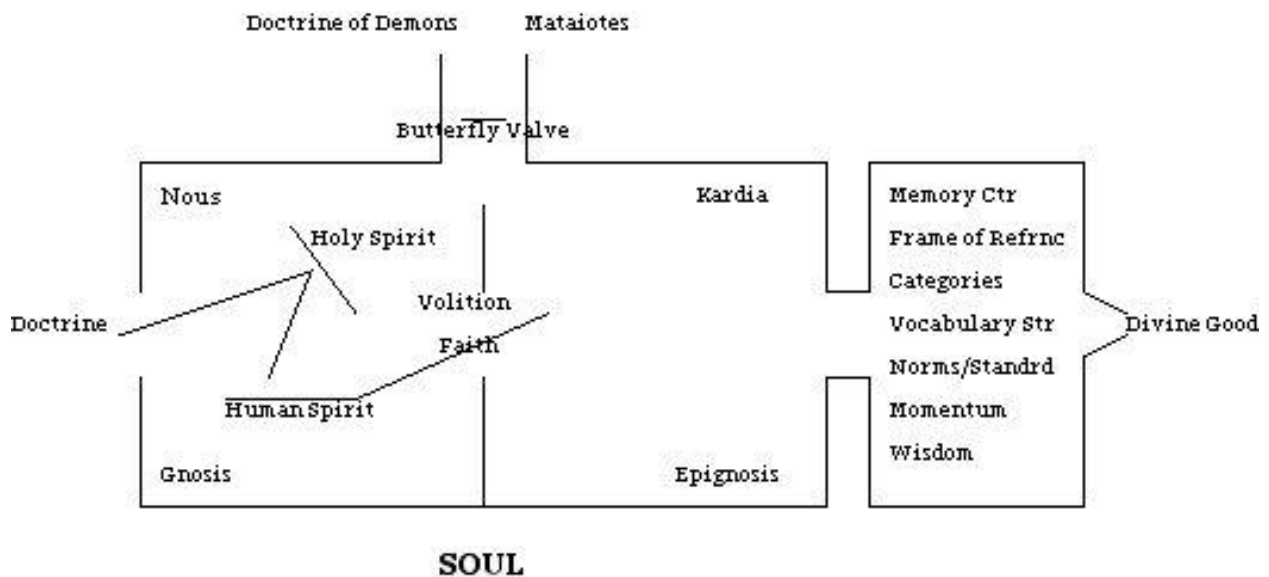 Doctrine of Demons
Mataiotes
Butterfly Valve
Nous
Kardia
Memory Ctr
Holy Spirit
Frame of Refrnc
Categories
Volition
Doctrine
Vocabulary Str
Divine Good
Faith
Norms/Standrd
Human Spirit
Momentum
Wisdom
Gnosis
Epignosis
SOUL